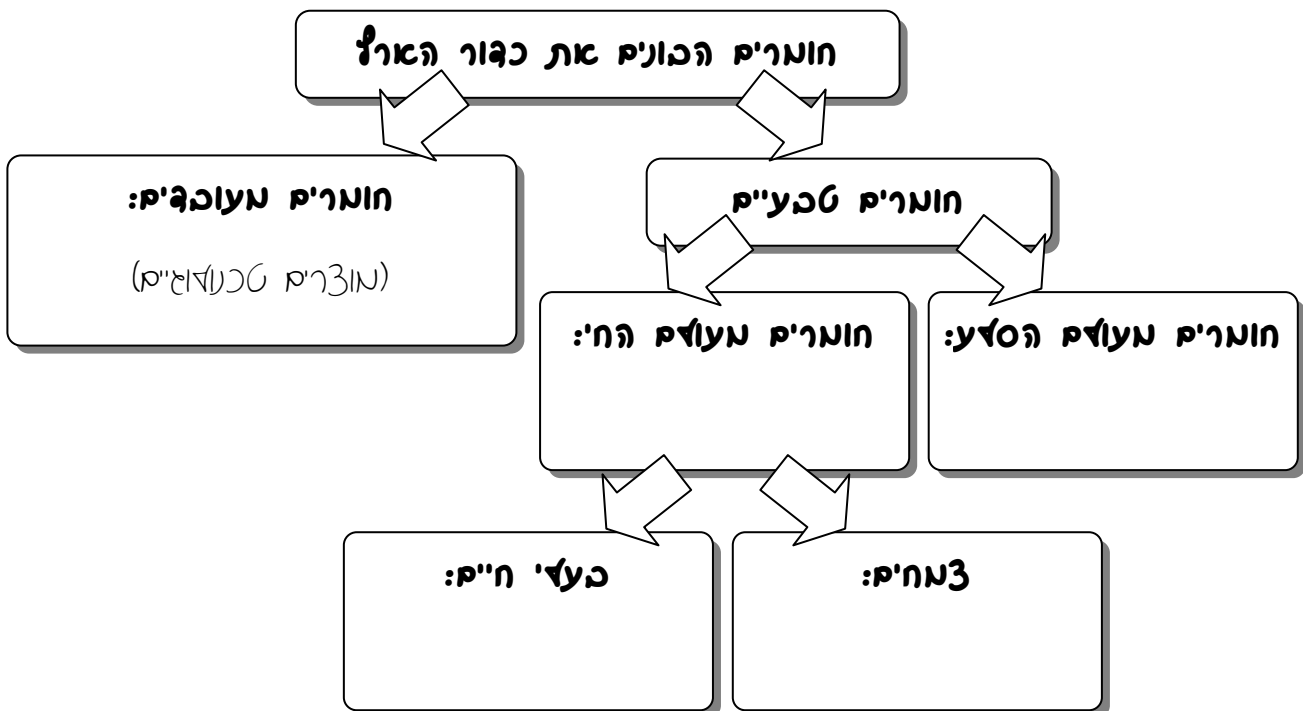 חומרים הבונים את כדור הארץ
חומרים טבעיים
חומרים מעובדים:
(מוצרים טכנולוגיים)
חומרים מעולם הסלע:
חומרים מעולם החי:
צמחים:
בעלי חיים: